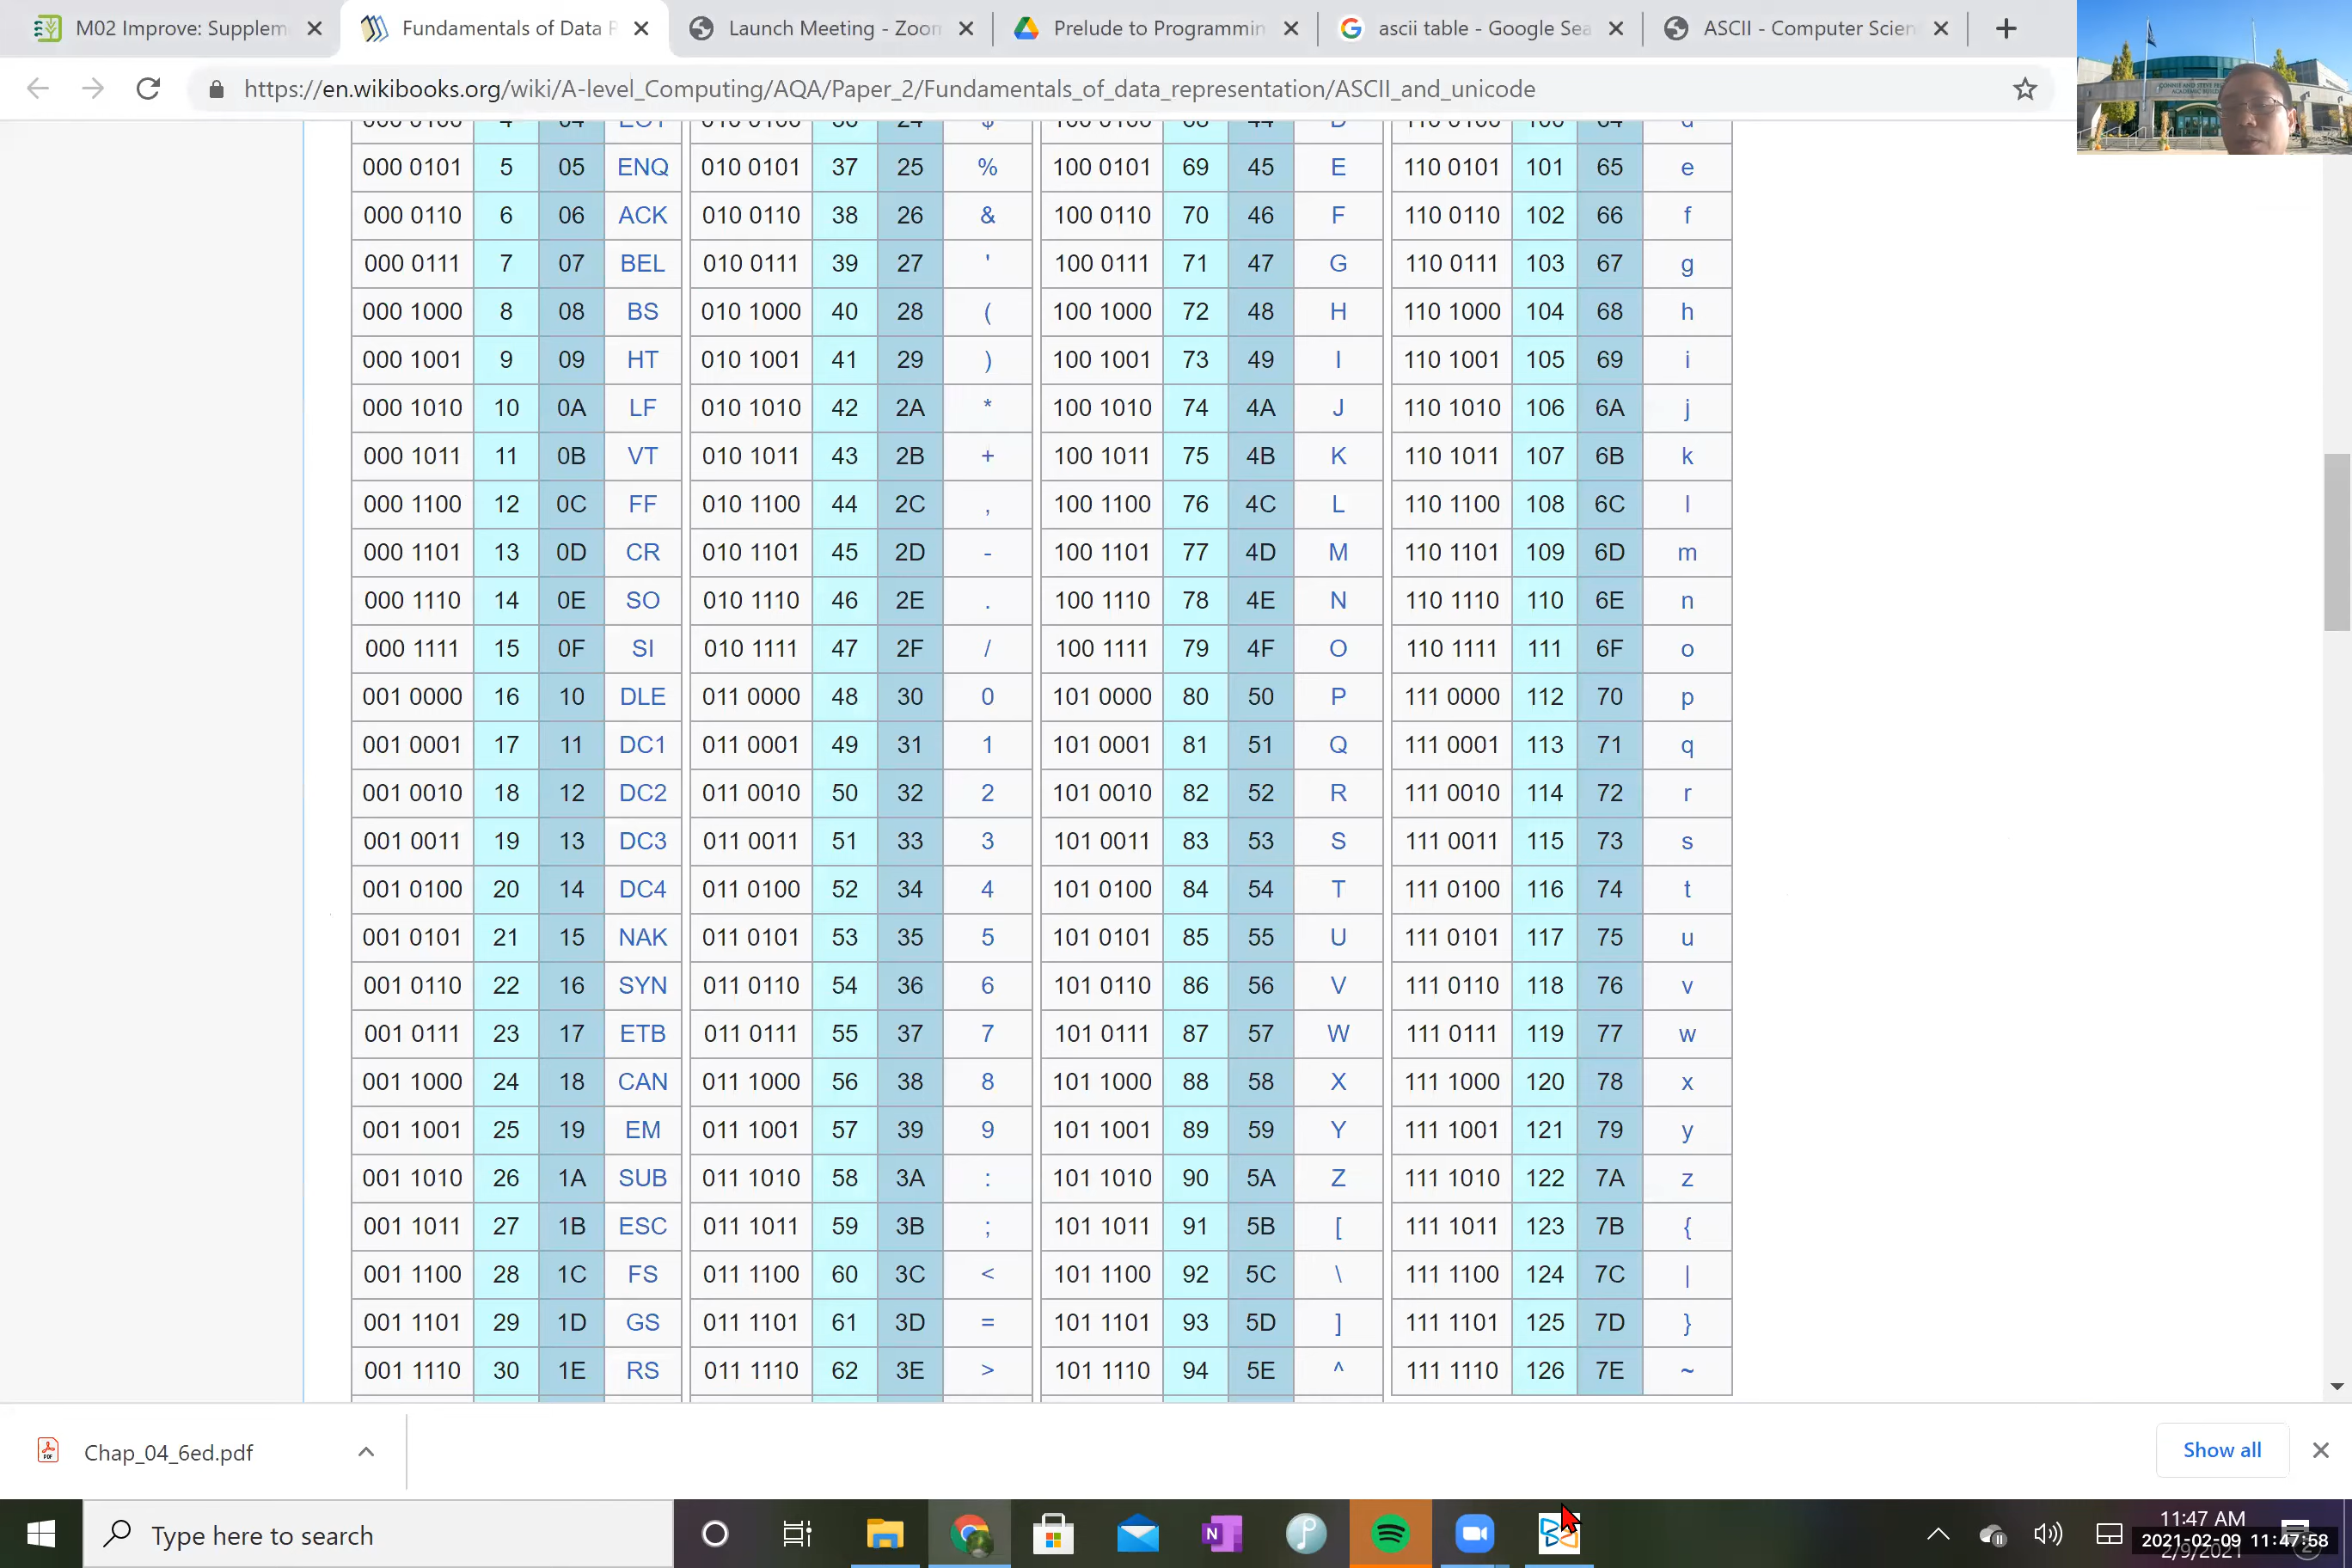 M02 Improve: Supplem
Fundamentals of Data R
Launch Meeting - Zoom
Prelude to Programmin
ascii table - Google Sea
ASCII - Computer Scien
https://en.wikibooks.org/wiki/A-level_Computing/AQA/Paper_2/Fundamentals_of_data_representation/ASCII_and_unicode
000 0100 4 04 EOT 010 0100 36 24 $ 100 0100 68 44 D 110 0100 100 64 d
000 0101 5 05 ENQ 010 0101 37 25 % 100 0101 69 45 E 110 0101 101 65 e
000 0110 6 06 ACK 010 0110 38 26 & 100 0110 70 46 F 110 0110 102 66 f
000 0111 7 07 BEL 010 0111 39 27 ' 100 0111 71 47 G 110 0111 103 67 g
000 1000 8 08 BS 010 1000 40 28 ( 100 1000 72 48 H 110 1000 104 68 h
000 1001 9 09 HT 010 1001 41 29 ) 100 1001 73 49 I 110 1001 105 69 i
000 1010 10 0A LF 010 1010 42 2A * 100 1010 74 4A J 110 1010 106 6A j
000 1011 11 0B VT 010 1011 43 2B + 100 1011 75 4B K 110 1011 107 6B k
000 1100 12 0C FF 010 1100 44 2C , 100 1100 76 4C L 110 1100 108 6C l
000 1101 13 0D CR 010 1101 45 2D - 100 1101 77 4D M 110 1101 109 6D m
000 1110 14 0E SO 010 1110 46 2E . 100 1110 78 4E N 110 1110 110 6E n
000 1111 15 0F SI 010 1111 47 2F / 100 1111 79 4F O 110 1111 111 6F o
001 0000 16 10 DLE 011 0000 48 30 0 101 0000 80 50 P 111 0000 112 70 p
001 0001 17 11 DC1 011 0001 49 31 1 101 0001 81 51 Q 111 0001 113 71 q
001 0010 18 12 DC2 011 0010 50 32 2 101 0010 82 52 R 111 0010 114 72 r
001 0011 19 13 DC3 011 0011 51 33 3 101 0011 83 53 S 111 0011 115 73 s
001 0100 20 14 DC4 011 0100 52 34 4 101 0100 84 54 T 111 0100 116 74 t
001 0101 21 15 NAK 011 0101 53 35 5 101 0101 85 55 U 111 0101 117 75 u
001 0110 22 16 SYN 011 0110 54 36 6 101 0110 86 56 V 111 0110 118 76 v
001 0111 23 17 ETB 011 0111 55 37 7 101 0111 87 57 W 111 0111 119 77 w
001 1000 24 18 CAN 011 1000 56 38 8 101 1000 88 58 X 111 1000 120 78 x
001 1001 25 19 EM 011 1001 57 39 9 101 1001 89 59 Y 111 1001 121 79 y
001 1010 26 1A SUB 011 1010 58 3A : 101 1010 90 5A Z 111 1010 122 7A z
001 1011 27 1B ESC 011 1011 59 3B ; 101 1011 91 5B [ 111 1011 123 7B {
001 1100 28 1C FS 011 1100 60 3C < 101 1100 92 5C \ 111 1100 124 7C |
001 1101 29 1D GS 011 1101 61 3D = 101 1101 93 5D ] 111 1101 125 7D }
001 1110 30 1E RS 011 1110 62 3E > 101 1110 94 5E ^ 111 1110 126 7E ~
Chap_04_6ed.pdf
Show all
Type here to search
11:47 AM
2021-02-09 11:47:58
2/9/2021